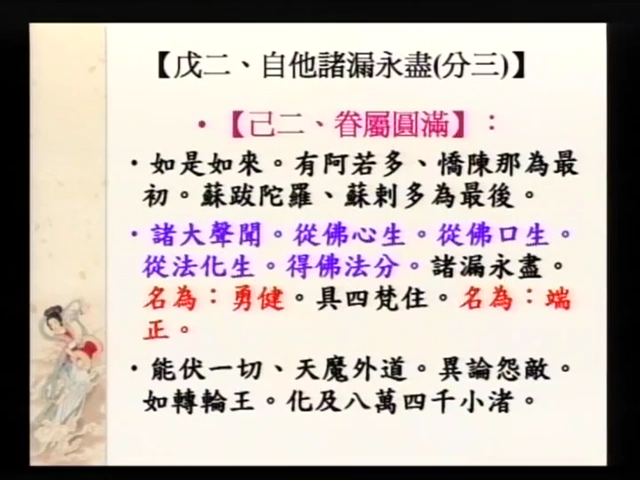 【戊二、自他諸漏永盡(分三)】
•【己二、眷屬圓滿】：
•如是如來。有阿若多、憍陳那為最
初。蘇跋陀羅、蘇剌多為最後。
•諸大聲聞。從佛心生。從佛口生。
從法化生。得佛法分。諸漏永盡。
名為：勇健。具四梵住。名為：端
正。
•能伏一切、天魔外道。異論怨敵。
如轉輪王。化及八萬四千小渚。